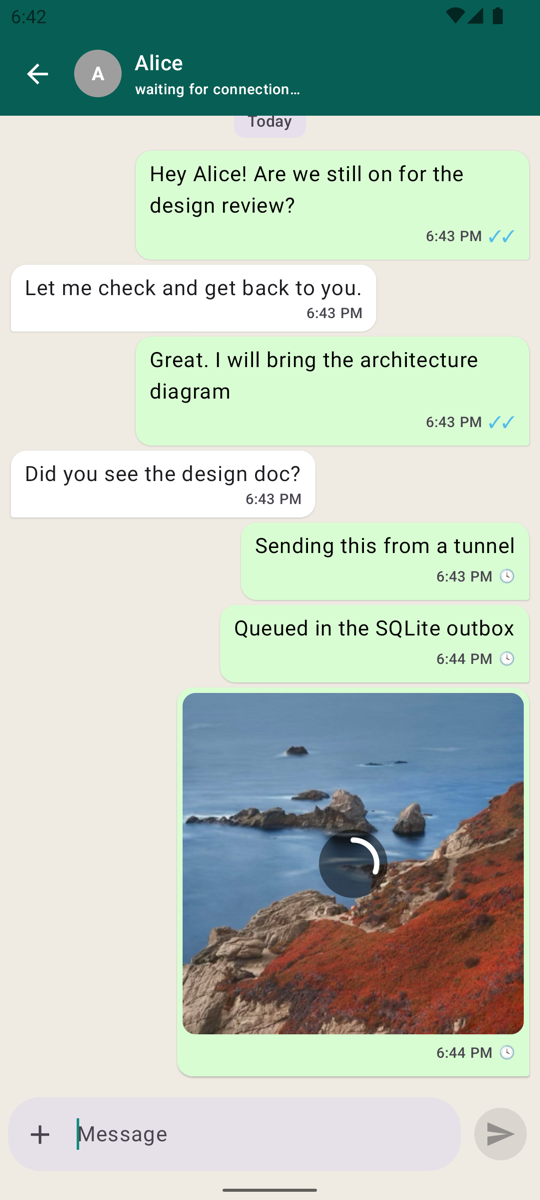 6:42
A
Alice
waiting for connection…
Today
Hey Alice! Are we still on for the
design review?
6:43 PM ✓✓
Let me check and get back to you.
6:43 PM
Great. I will bring the architecture
diagram
6:43 PM ✓✓
Did you see the design doc?
6:43 PM
Sending this from a tunnel
6:43 PM
Queued in the SQLite outbox
6:44 PM
6:44 PM
Message